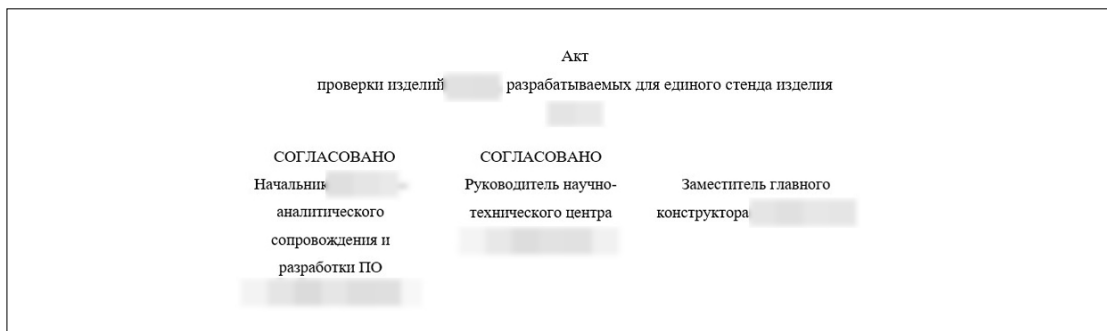 Акт
проверки изделий разрабатываемых для единого стенда изделия
СОГЛАСОВАНО
Начальник
аналитического
сопровождения и
разработки ПО
СОГЛАСОВАНО
Руководитель научно-
технического центра
Заместитель главного
конструктора